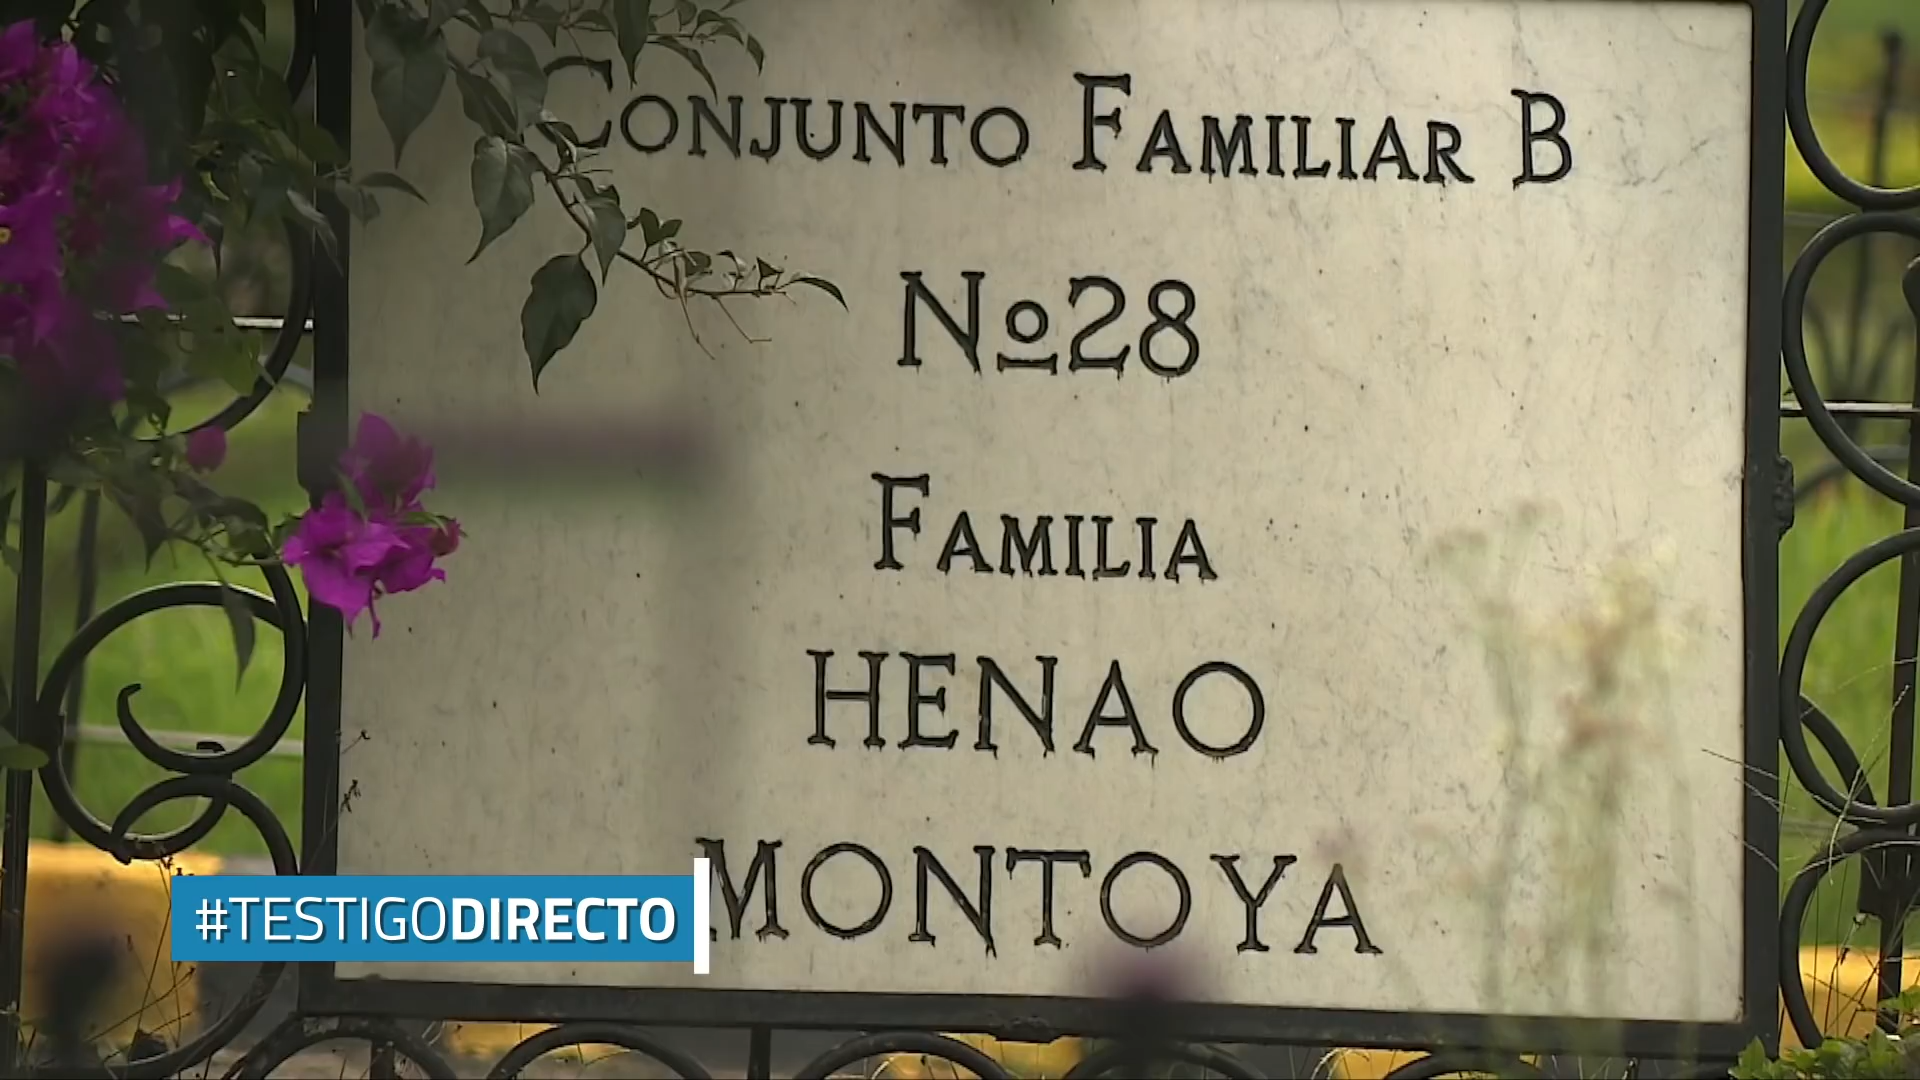 Conjunto Familiar B
No28
Familia
HENAO
MONTOYA
#TESTIGODIRECTO